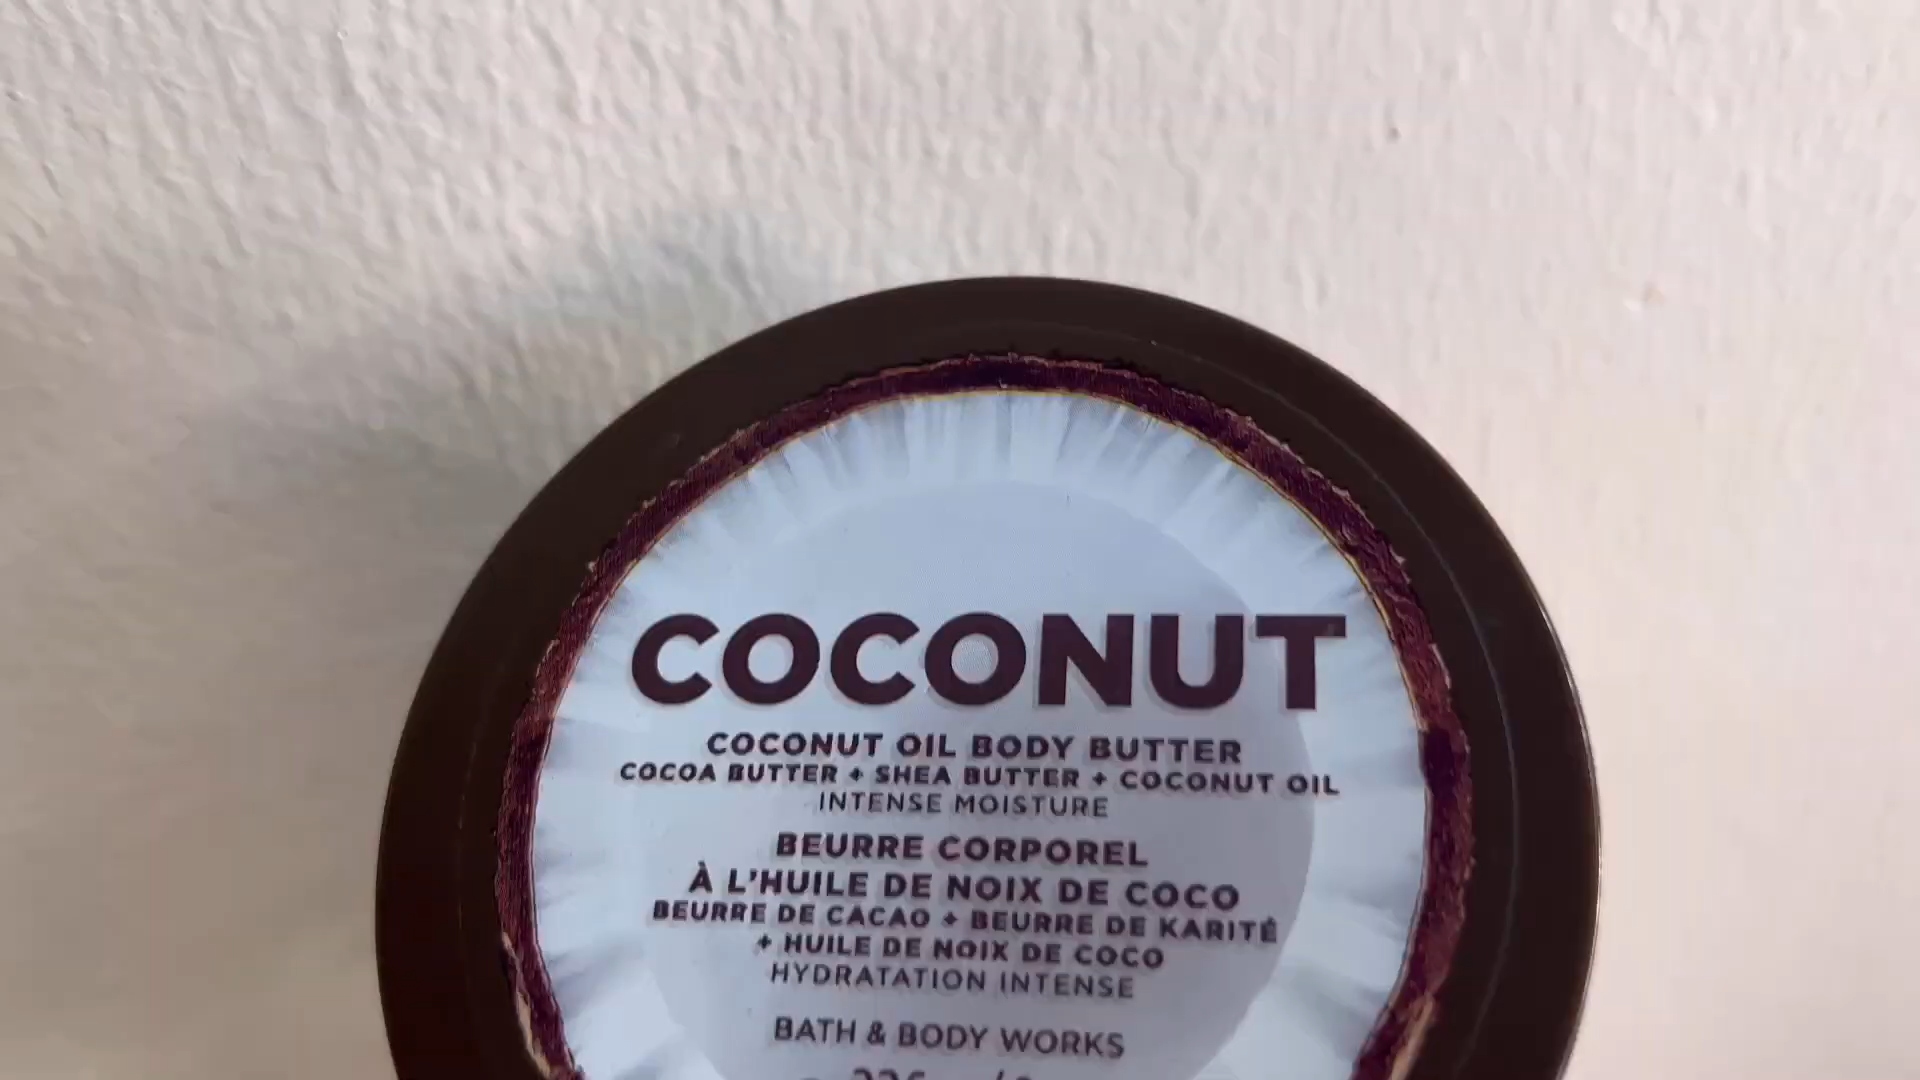 COCONUT
COCONUT OIL BODY BUTTER
COCOA BUTTER + SHEA BUTTER + COCONUT OIL
INTENSE MOISTURE
BEURRE CORPOREL
À L'HUILE DE NOIX DE COCO
BEURRE DE CACAO + BEURRE DE KARITÉ
+ HUILE DE NOIX DE COCO
HYDRATATION INTENSE
BATH & BODY WORKS